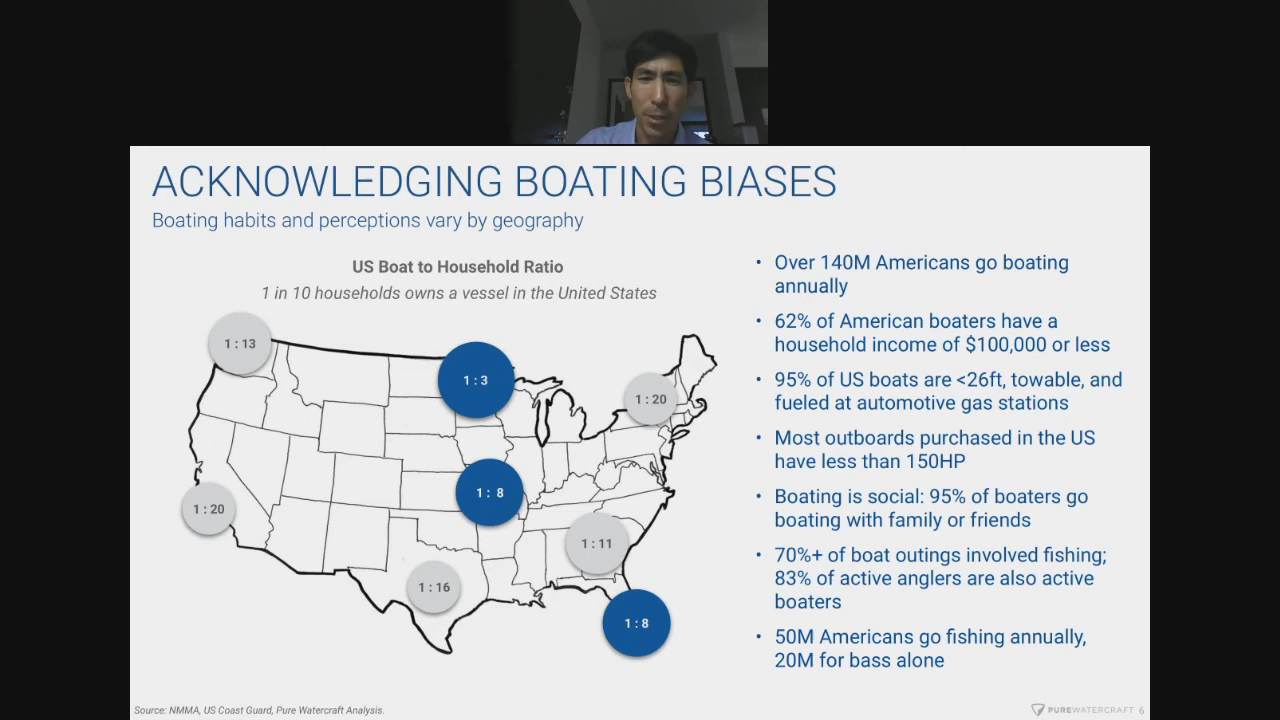 ACKNOWLEDGING BOATING BIASES
Boating habits and perceptions vary by geography
US Boat to Household Ratio
1 in 10 households owns a vessel in the United States
1 : 13
1 : 3
1 : 20
1 : 8
1 : 20
1 : 11
1 : 16
1 : 8
• Over 140M Americans go boating
annually
• 62% of American boaters have a
household income of $100,000 or less
• 95% of US boats are <26ft, towable, and
fueled at automotive gas stations
• Most outboards purchased in the US
have less than 150HP
• Boating is social: 95% of boaters go
boating with family or friends
• 70%+ of boat outings involved fishing;
83% of active anglers are also active
boaters
• 50M Americans go fishing annually,
20M for bass alone
Source: NMMA, US Coast Guard, Pure Watercraft Analysis.
PUREWATERCRAFT 6